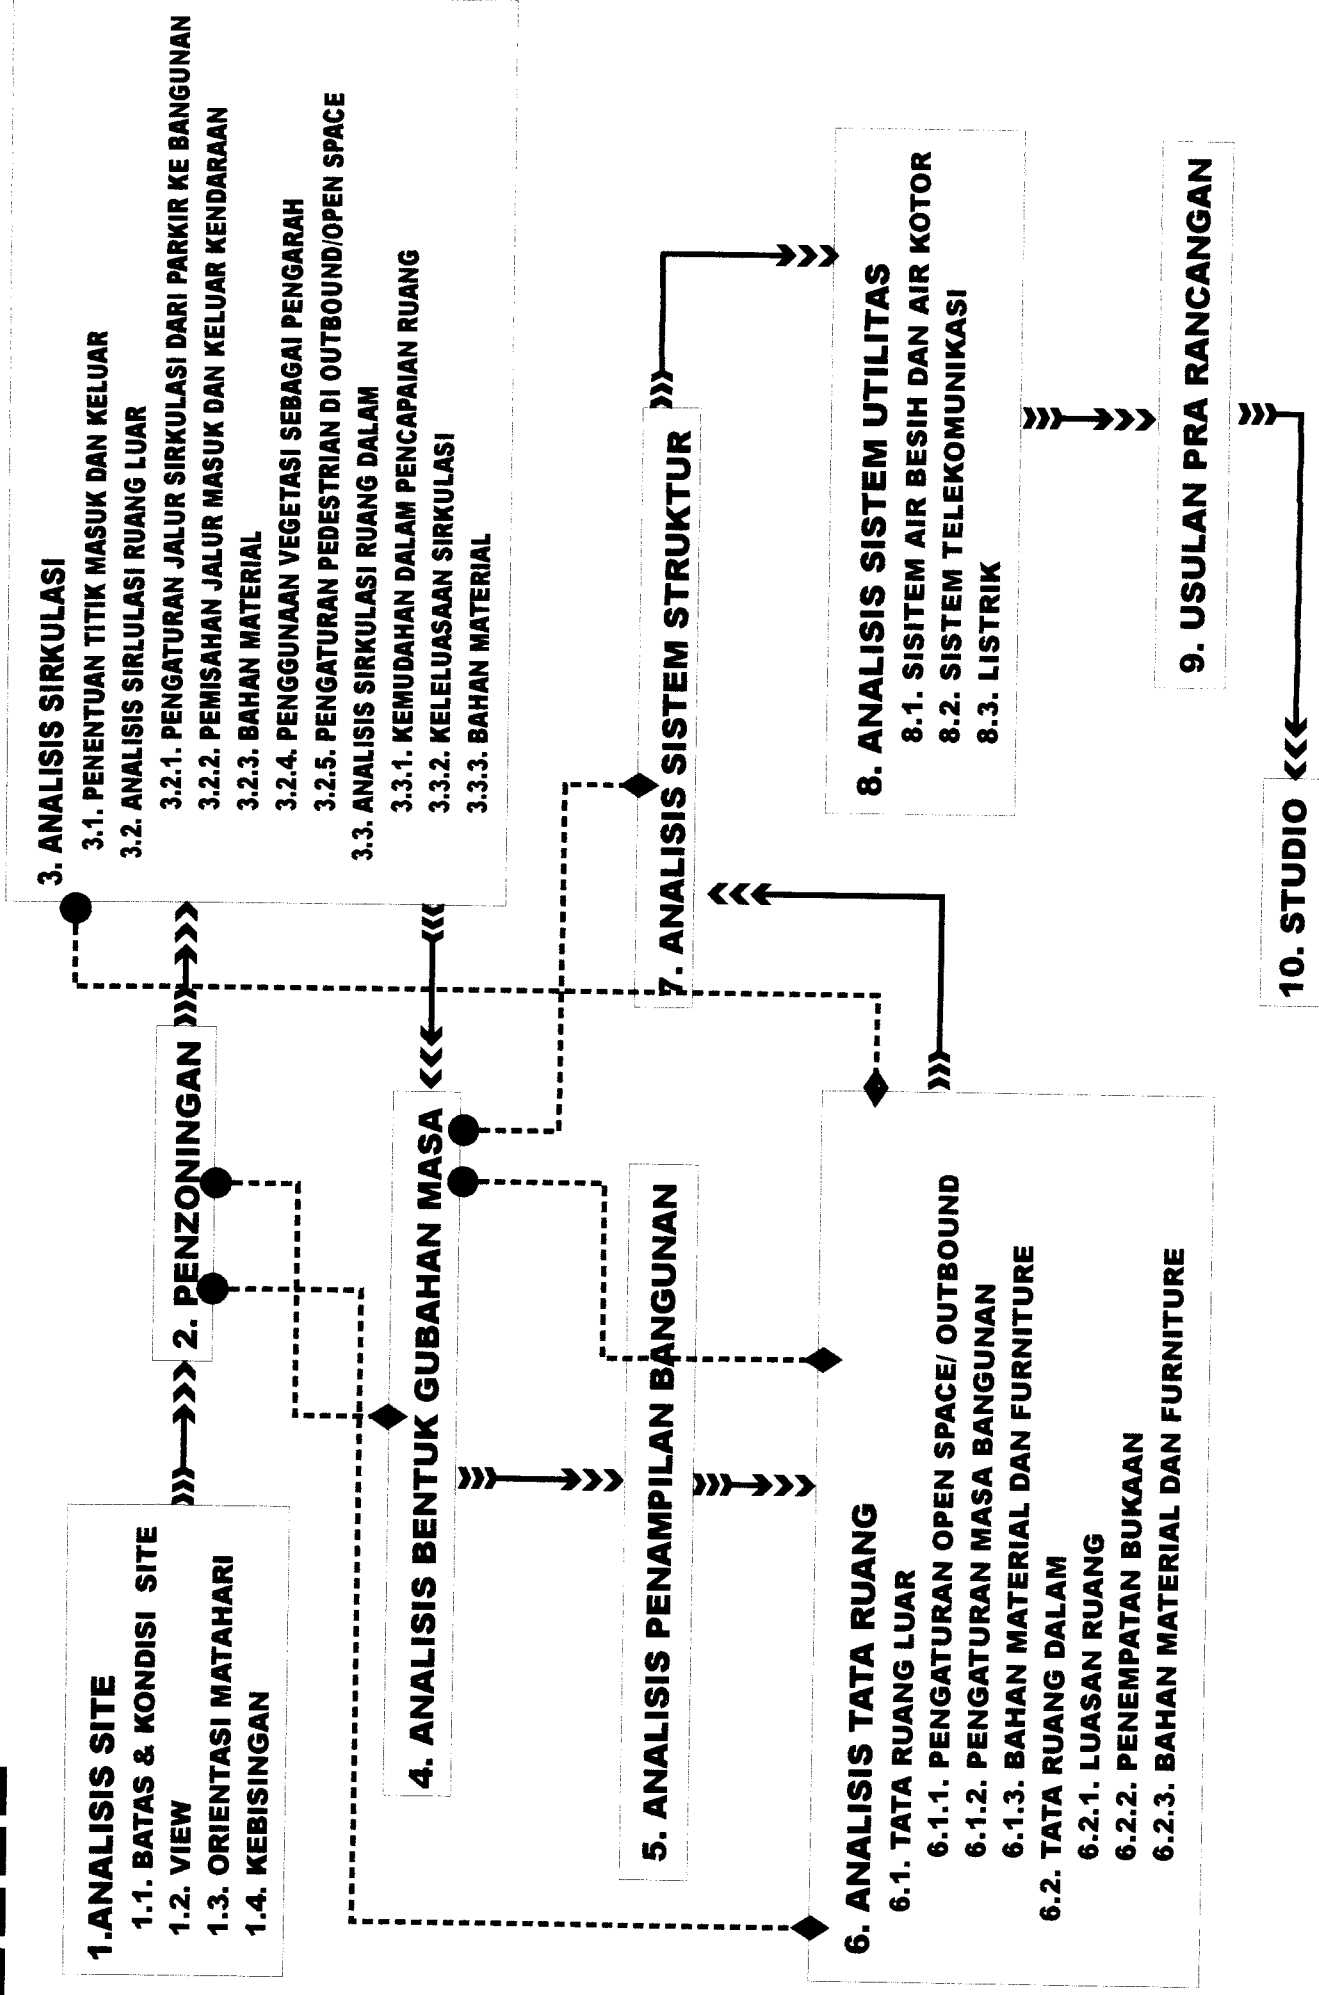 1.ANALISIS SITE
1.1. BATAS & KONDISI SITE
1.2. VIEW
1.3. ORIENTASI MATAHARI
1.4. KEBISINGAN
2. PENZONINGAN
3. ANALISIS SIRKULASI
3.1. PENENTUAN TITIK MASUK DAN KELUAR
3.2. ANALISIS SIRLULASI RUANG LUAR
3.2.1. PENGATURAN JALUR SIRKULASI DARI PARKIR KE BANGUNAN
3.2.2. PEMISAHAN JALUR MASUK DAN KELUAR KENDARAAN
3.2.3. BAHAN MATERIAL
3.2.4. PENGGUNAAN VEGETASI SEBAGAI PENGARAH
3.2.5. PENGATURAN PEDESTRIAN DI OUTBOUND/OPEN SPACE
3.3. ANALISIS SIRKULASI RUANG DALAM
3.3.1. KEMUDAHAN DALAM PENCAPAIAN RUANG
3.3.2. KELELUASAAN SIRKULASI
3.3.3. BAHAN MATERIAL
4. ANALISIS BENTUK GUBAHAN MASA
5. ANALISIS PENAMPILAN BANGUNAN
6. ANALISIS TATA RUANG
6.1. TATA RUANG LUAR
6.1.1. PENGATURAN OPEN SPACE/ OUTBOUND
6.1.2. PENGATURAN MASA BANGUNAN
6.1.3. BAHAN MATERIAL DAN FURNITURE
6.2. TATA RUANG DALAM
6.2.1. LUASAN RUANG
6.2.2. PENEMPATAN BUKAAN
6.2.3. BAHAN MATERIAL DAN FURNITURE
7. ANALISIS SISTEM STRUKTUR
8. ANALISIS SISTEM UTILITAS
8.1. SISITEM AIR BESIH DAN AIR KOTOR
8.2. SISTEM TELEKOMUNIKASI
8.3. LISTRIK
9. USULAN PRA RANCANGAN
10. STUDIO